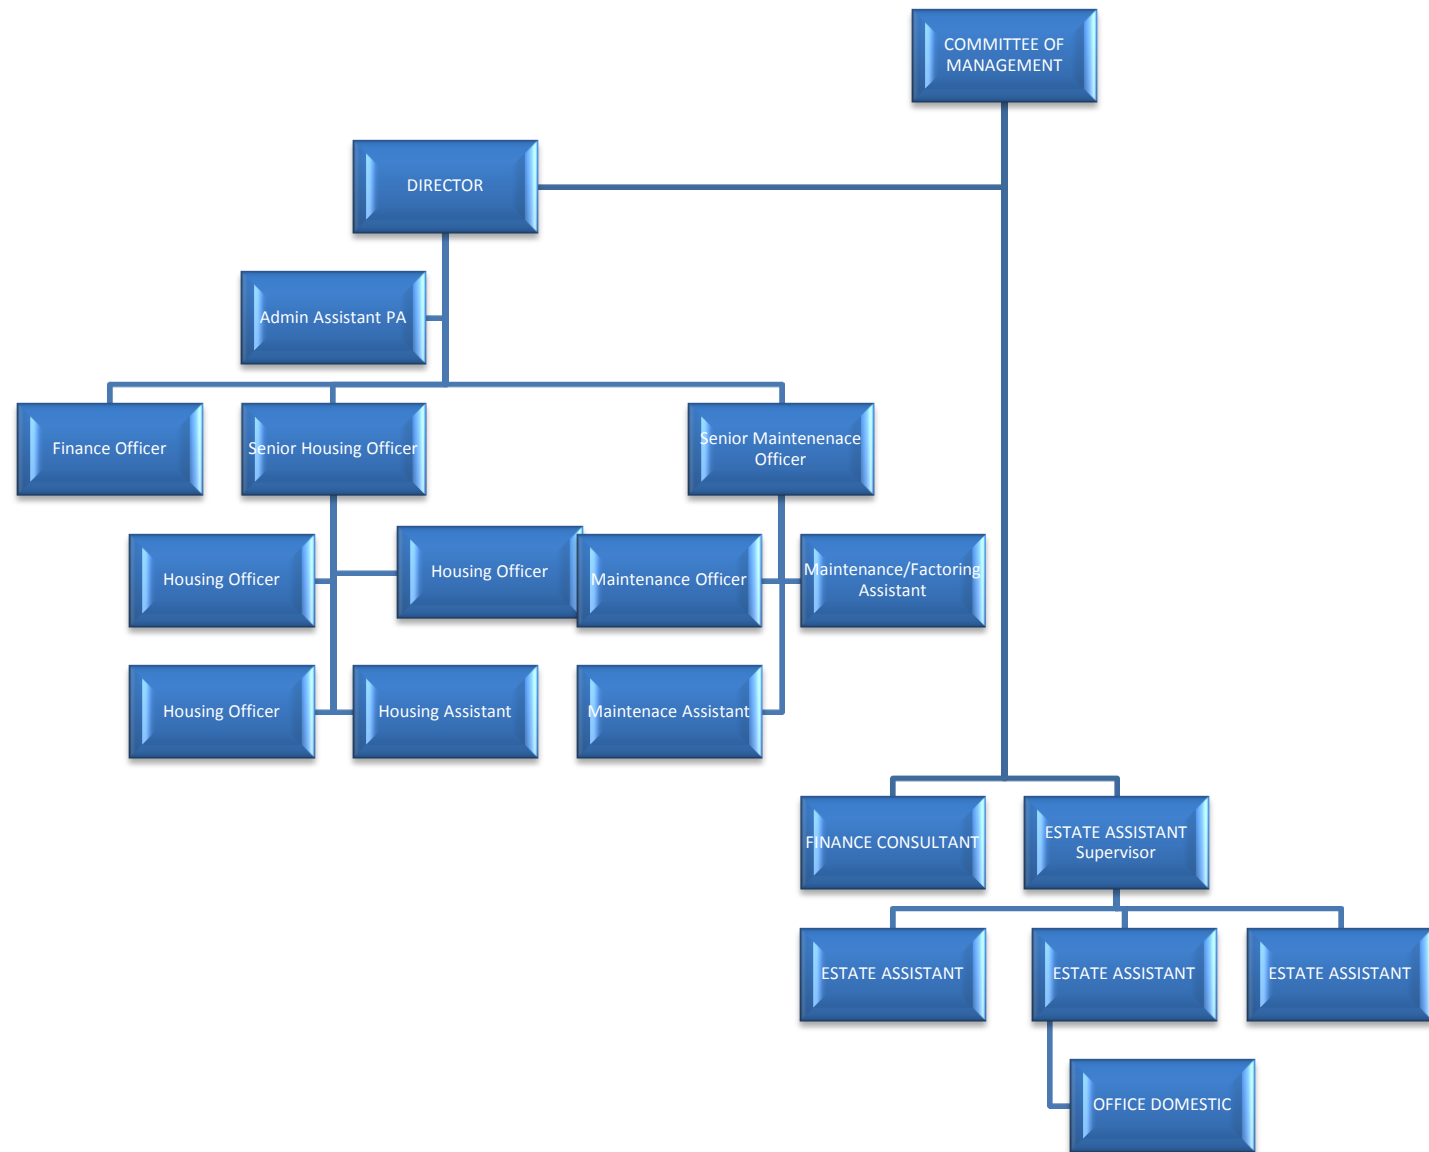 COMMITTEE OF
MANAGEMENT
DIRECTOR
Admin Assistant PA
Finance Officer
Senior Housing Officer
Senior Maintenenace
Officer
Housing Officer
Housing Officer
Maintenance Officer
Maintenance/Factoring
Assistant
Housing Officer
Housing Assistant
Maintenace Assistant
FINANCE CONSULTANT
ESTATE ASSISTANT
Supervisor
ESTATE ASSISTANT
ESTATE ASSISTANT
ESTATE ASSISTANT
OFFICE DOMESTIC